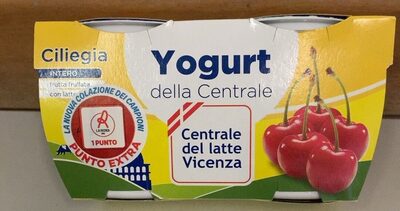 Ciliegia
INTERO
frutta frullata
con latte
Yogurt
della Centrale
Centrale
del latte
Vicenza
LA NUOVA COLAZIONE DEI CAMPIONI
1 PUNTO
PUNTO EXTRA